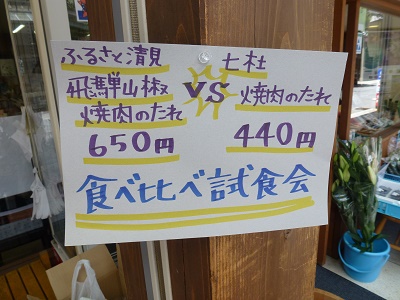 ふるさと清見
飛騨山椒
焼肉のたれ
650円
VS
七杜
焼肉のたれ
440円
食べ比べ試食会